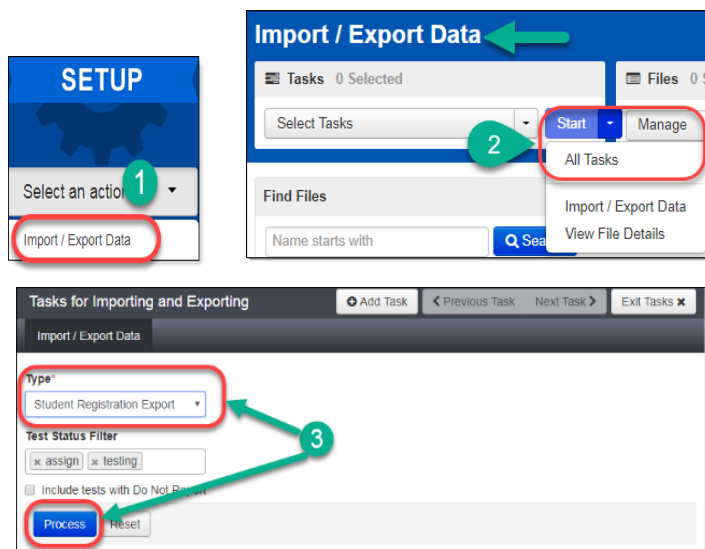 SETUP
Select an action
1
Import / Export Data
Import / Export Data
Tasks 0 Selected
Files 0
Select Tasks
Start
Manage
2
All Tasks
Find Files
Import / Export Data
Name starts with
Sea
View File Details
Tasks for Importing and Exporting
Add Task
Previous Task
Next Task
Exit Tasks ×
Import / Export Data
Type*
Student Registration Export
3
Test Status Filter
× assign × testing
Include tests with Do Not Report
Process
Reset